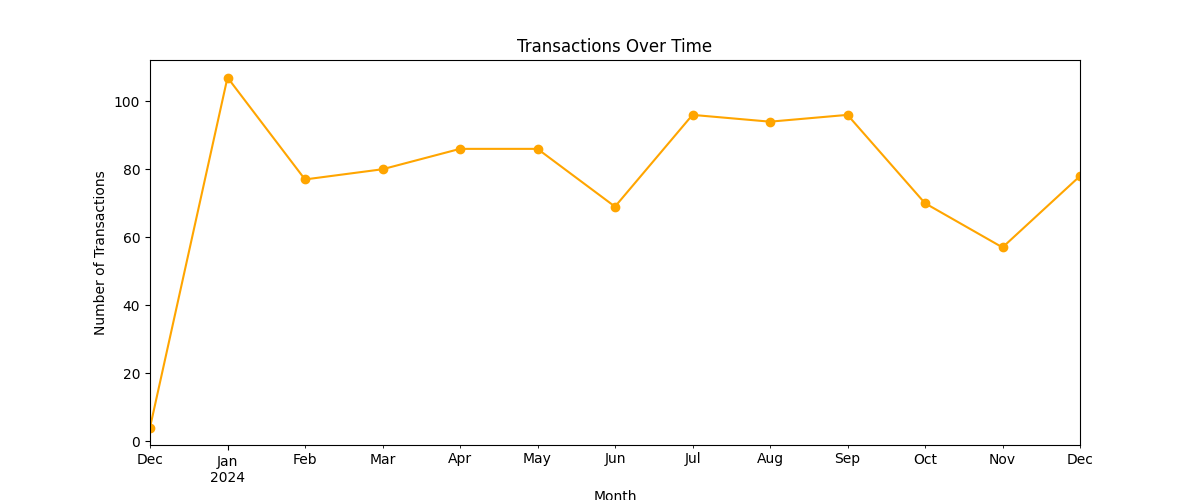 Transactions Over Time
Number of Transactions
100
80
60
40
20
0
Dec Jan Feb Mar Apr May Jun Jul Aug Sep Oct Nov Dec
2024
Month